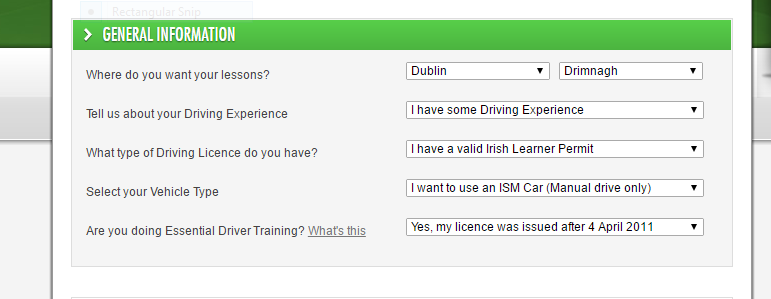 Rectangular Snip
GENERAL INFORMATION
Where do you want your lessons? Dublin Drimnagh
Tell us about your Driving Experience I have some Driving Experience
What type of Driving Licence do you have? I have a valid Irish Learner Permit
Select your Vehicle Type I want to use an ISM Car (Manual drive only)
Are you doing Essential Driver Training? What's this Yes, my licence was issued after 4 April 2011